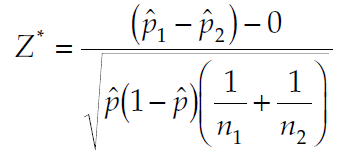 Z* = (p̂₁ − p̂₂) − 0 / √( p̂(1 − p̂)( 1/n₁ + 1/n₂ ) )